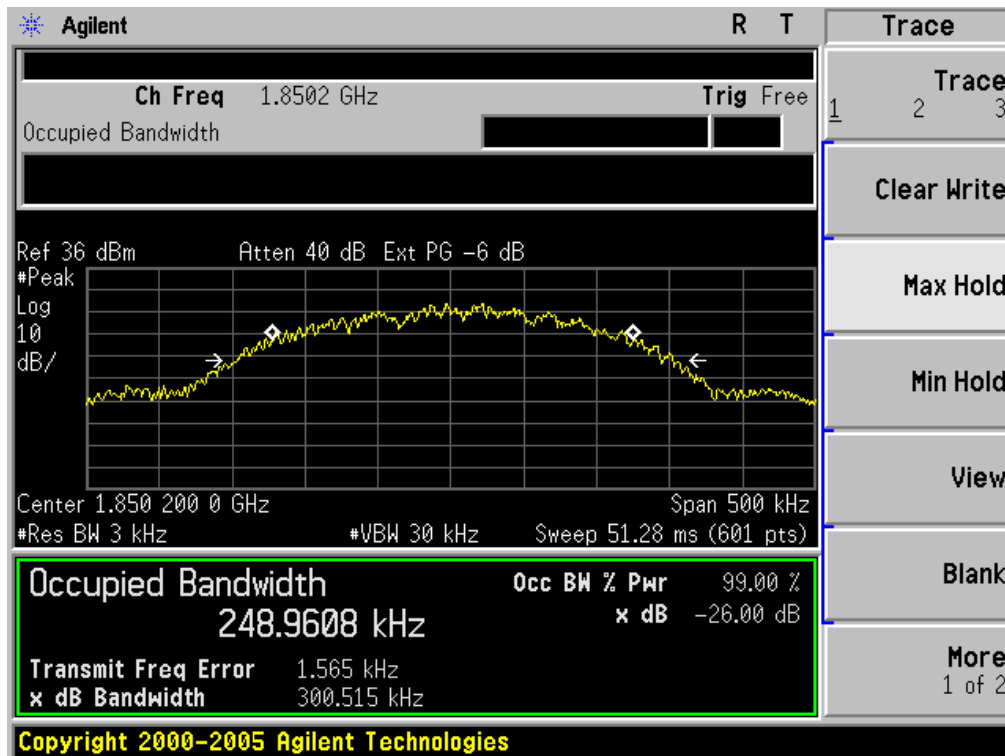 Agilent R T
Ch Freq 1.8502 GHz Trig Free
Occupied Bandwidth
Ref 36 dBm Atten 40 dB Ext PG -6 dB
#Peak
Log
10
dB/
Center 1.850 200 0 GHz Span 500 kHz
#Res BW 3 kHz #VBW 30 kHz Sweep 51.28 ms (601 pts)
Occupied Bandwidth
248.9608 kHz
Occ BW % Pwr 99.00 %
x dB -26.00 dB
Transmit Freq Error 1.565 kHz
x dB Bandwidth 300.515 kHz
Copyright 2000-2005 Agilent Technologies
Trace
Trace
1 2 3
Clear Write
Max Hold
Min Hold
View
Blank
More
1 of 2